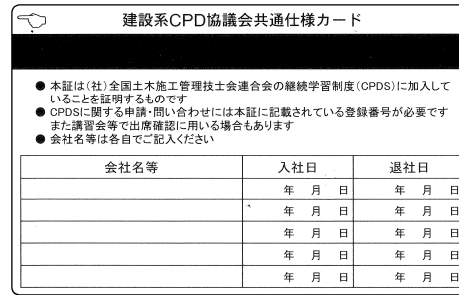 建設系CPD協議会共通仕様カード
● 本証は(社)全国土木施工管理技士会連合会の継続学習制度(CPDS)に加入して
いることを証明するものです
● CPDSに関する申請・問い合わせには本証に記載されている登録番号が必要です
また講習会等で出席確認に用いる場合もあります
● 会社名等は各自でご記入ください
会社名等 入社日 退社日
年 月 日 年 月 日
年 月 日 年 月 日
年 月 日 年 月 日
年 月 日 年 月 日
年 月 日 年 月 日